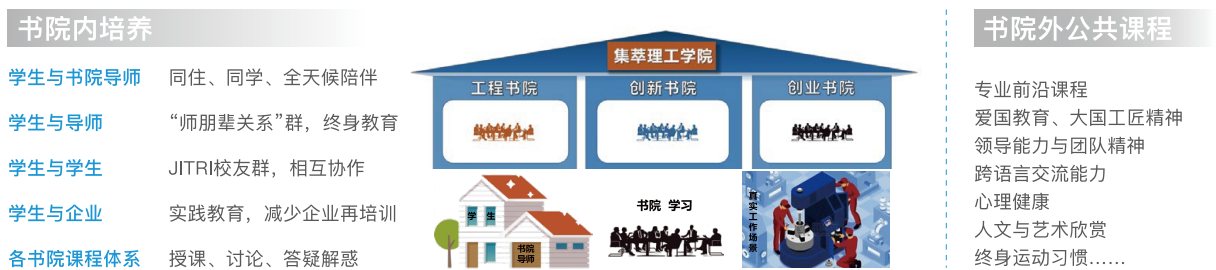 书院内培养
学生与书院导师 同住、同学、全天候陪伴
学生与导师 “师朋辈关系”群，终身教育
学生与学生 JITRI校友群，相互协作
学生与企业 实践教育，减少企业再培训
各书院课程体系 授课、讨论、答疑解惑
集萃理工学院
工程书院 创新书院 创业书院
学 生
书院
导师
书院 学习
真实工作场景
书院外公共课程
专业前沿课程
爱国教育、大国工匠精神
领导能力与团队精神
跨语言交流能力
心理健康
人文与艺术欣赏
终身运动习惯……